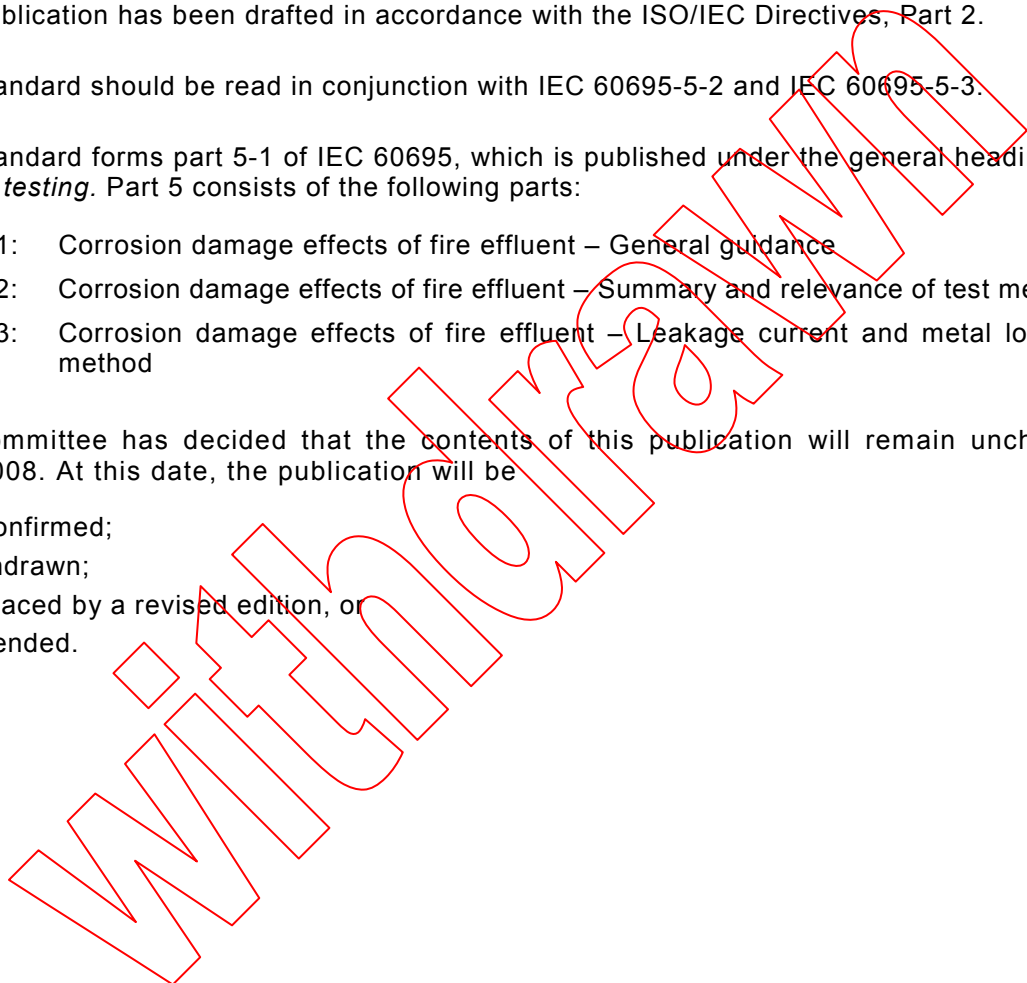 blication has been drafted in accordance with the ISO/IEC Directives, Part 2.
andard should be read in conjunction with IEC 60695-5-2 and IEC 60695-5-3.
andard forms part 5-1 of IEC 60695, which is published under the general headi
testing. Part 5 consists of the following parts:
1: Corrosion damage effects of fire effluent – General guidance
2: Corrosion damage effects of fire effluent – Summary and relevance of test me
3: Corrosion damage effects of fire effluent – Leakage current and metal lo
method
ommittee has decided that the contents of this publication will remain unch
008. At this date, the publication will be
onfirmed;
hdrawn;
laced by a revised edition, or
ended.
withdrawn